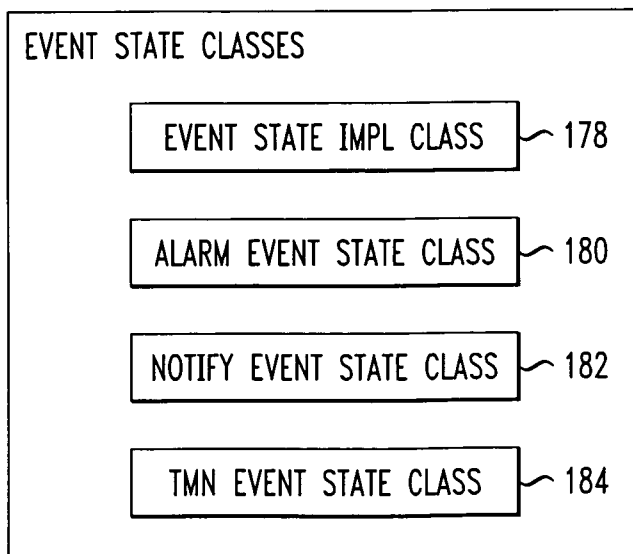 EVENT STATE CLASSES
EVENT STATE IMPL CLASS 178
ALARM EVENT STATE CLASS 180
NOTIFY EVENT STATE CLASS 182
TMN EVENT STATE CLASS 184